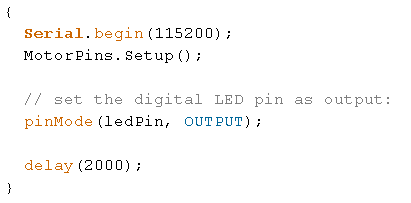 {
Serial.begin(115200);
MotorPins.Setup();
// set the digital LED pin as output:
pinMode(ledPin, OUTPUT);
delay(2000);
}